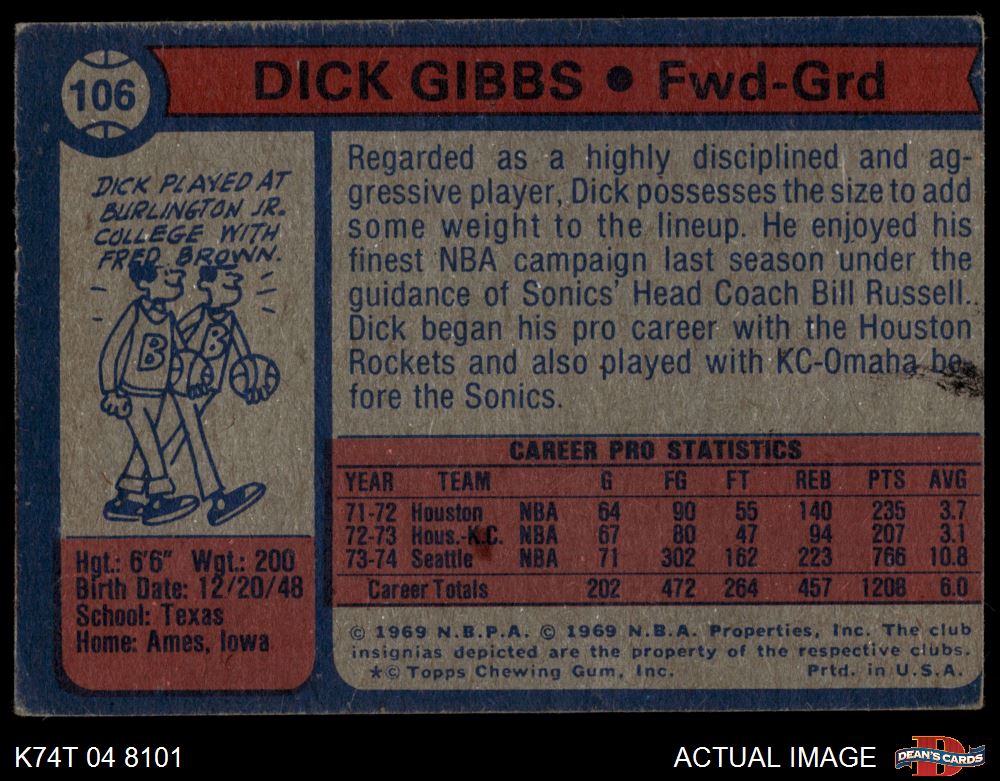 106
DICK GIBBS • Fwd-Grd
DICK PLAYED AT
BURLINGTON JR.
COLLEGE WITH
FRED BROWN.
B
B
Hgt.: 6'6" Wgt.: 200
Birth Date: 12/20/48
School: Texas
Home: Ames, Iowa
Regarded as a highly disciplined and ag-
gressive player, Dick possesses the size to add
some weight to the lineup. He enjoyed his
finest NBA campaign last season under the
guidance of Sonics' Head Coach Bill Russell..
Dick began his pro career with the Houston
Rockets and also played with KC-Omaha be-
fore the Sonics.
CAREER PRO STATISTICS
YEAR TEAM G FG FT REB PTS AVG
71-72 Houston NBA 64 90 55 140 235 3.7
72-73 Hous.-K.C. NBA 67 80 47 94 207 3.1
73-74 Seattle NBA 71 302 162 223 766 10.8
Career Totals 202 472 264 457 1208 6.0
© 1969 N.B.P.A. © 1969 N.B.A. Properties, Inc. The club
insignias depicted are the property of the respective clubs.
*© Topps Chewing Gum, Inc. Prtd. in U.S.A.
K74T 04 8101
ACTUAL IMAGE
D
DEAN'S CARDS